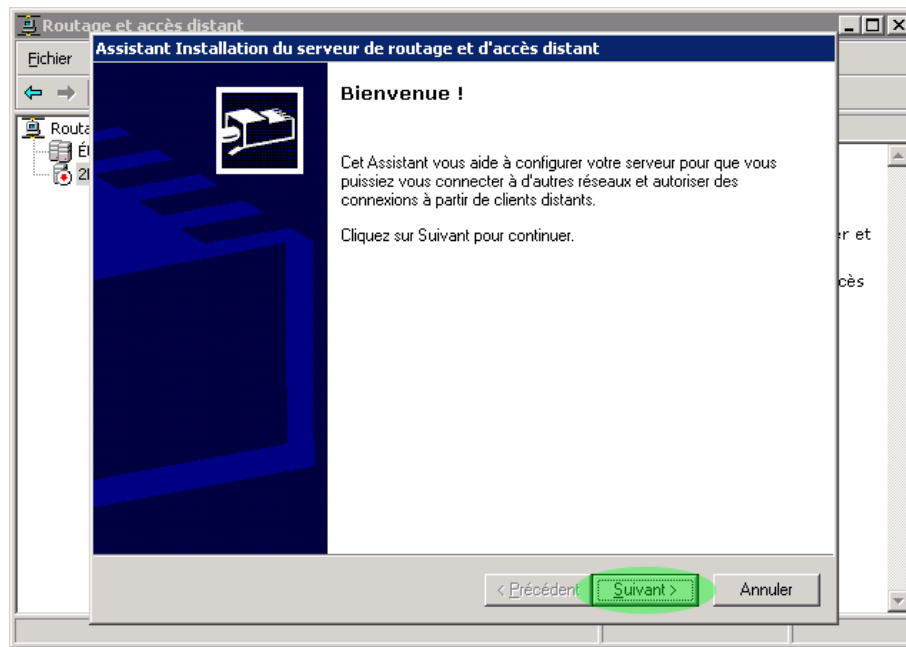 Routage et accès distant
Assistant Installation du serveur de routage et d'accès distant
Fichier
Bienvenue !
Cet Assistant vous aide à configurer votre serveur pour que vous
puissiez vous connecter à d'autres réseaux et autoriser des
connexions à partir de clients distants.
Cliquez sur Suivant pour continuer.
er et
cès
< Précédent
Suivant >
Annuler